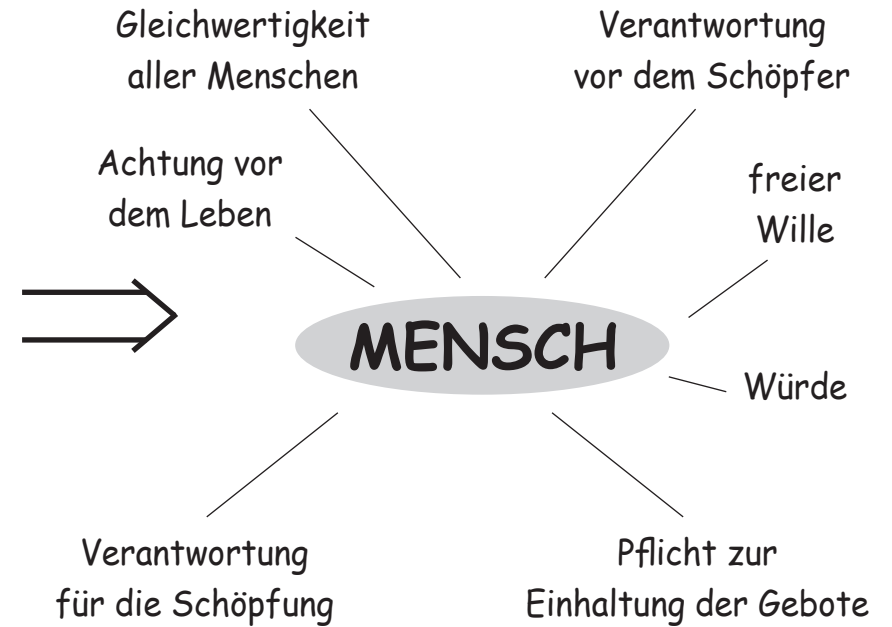 Gleichwertigkeit
aller Menschen
Verantwortung
vor dem Schöpfer
Achtung vor
dem Leben
freier
Wille
MENSCH
Würde
Verantwortung
für die Schöpfung
Pflicht zur
Einhaltung der Gebote